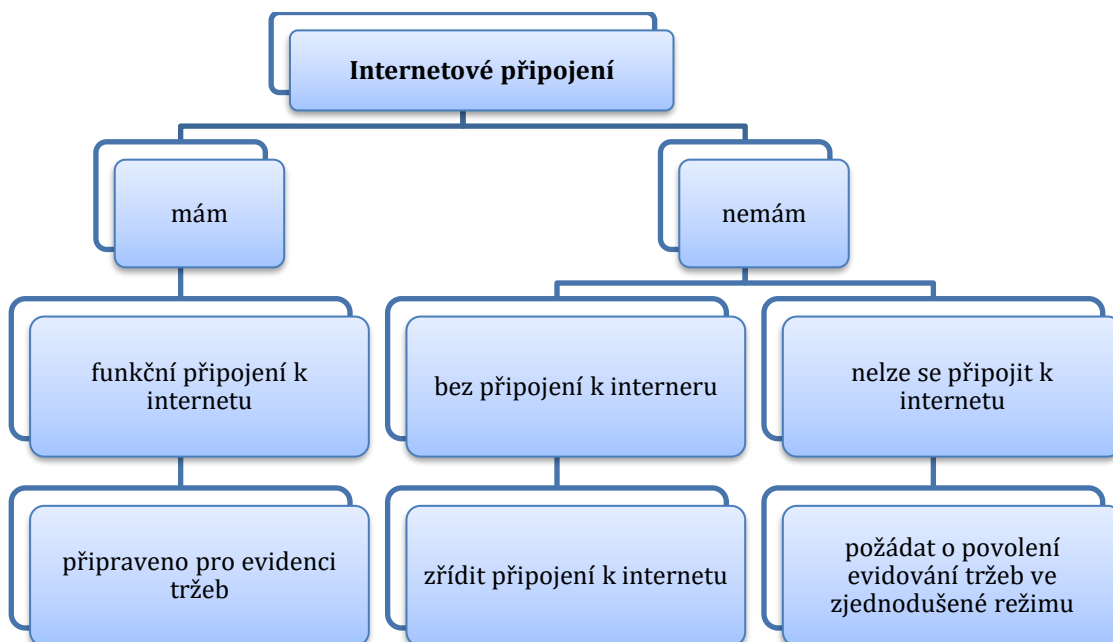 Internetové připojení
mám
nemám
funkční připojení k
internetu
bez připojení k interneru
nelze se připojit k
internetu
připraveno pro evidenci
tržeb
zřídit připojení k internetu
požádat o povolení
evidování tržeb ve
zjednodušené režimu